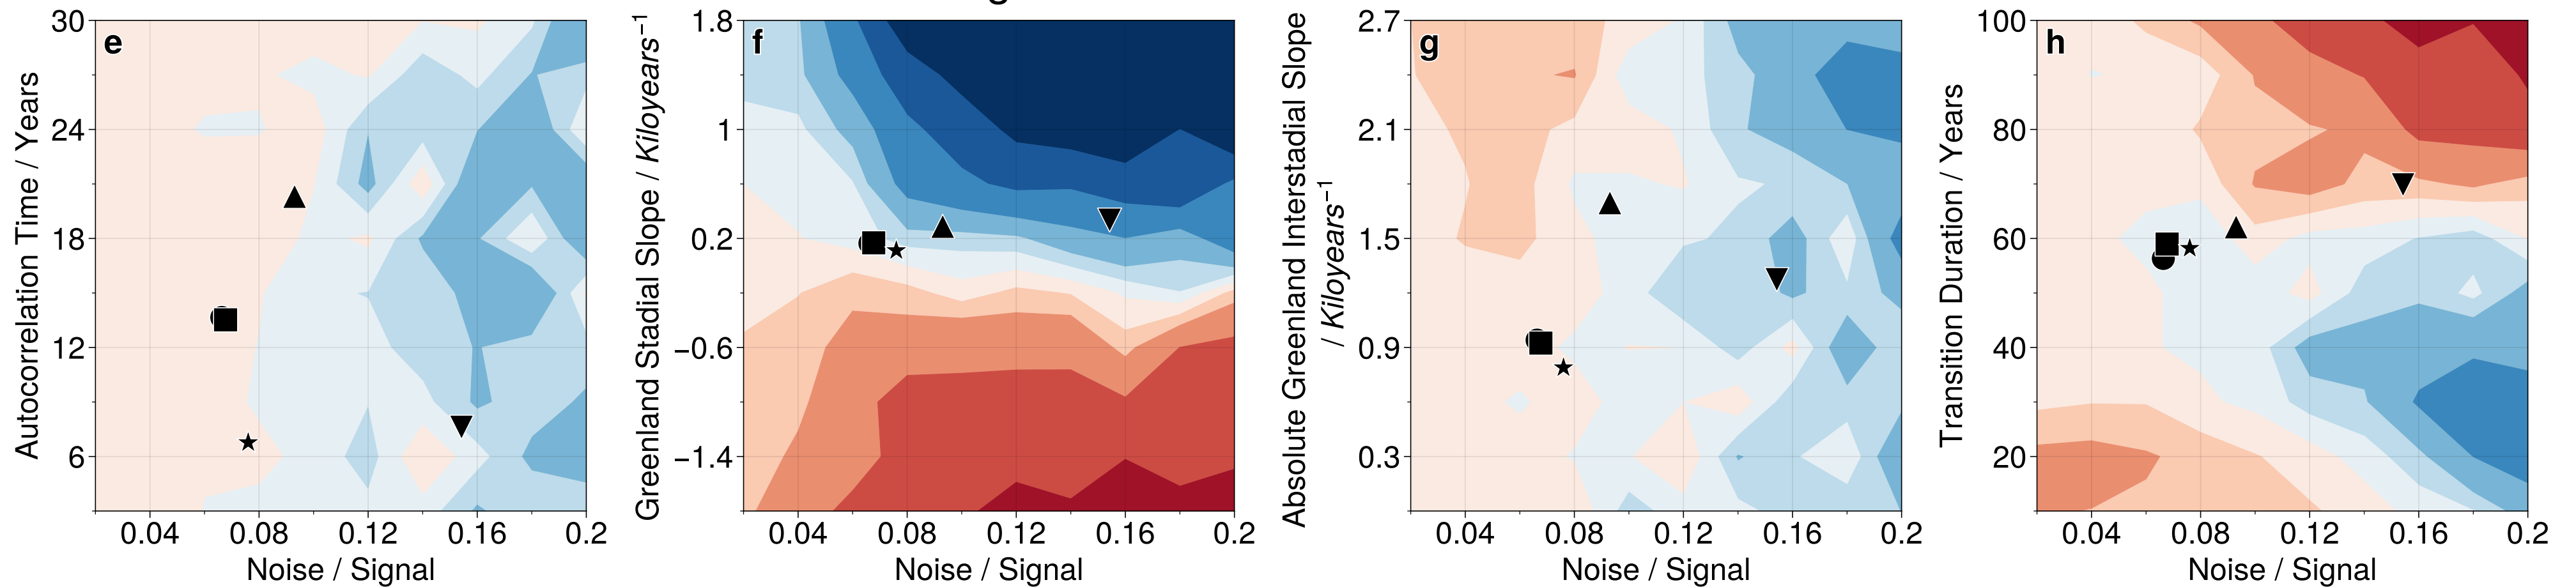 e
30
24
18
12
6
Autocorrelation Time / Years
0.04 0.08 0.12 0.16 0.2
Noise / Signal
f
1.8
1
0.2
−0.6
−1.4
Greenland Stadial Slope / Kiloyears⁻¹
0.04 0.08 0.12 0.16 0.2
Noise / Signal
g
2.7
2.1
1.5
0.9
0.3
Absolute Greenland Interstadial Slope
/ Kiloyears⁻¹
0.04 0.08 0.12 0.16 0.2
Noise / Signal
h
100
80
60
40
20
Transition Duration / Years
0.04 0.08 0.12 0.16 0.2
Noise / Signal